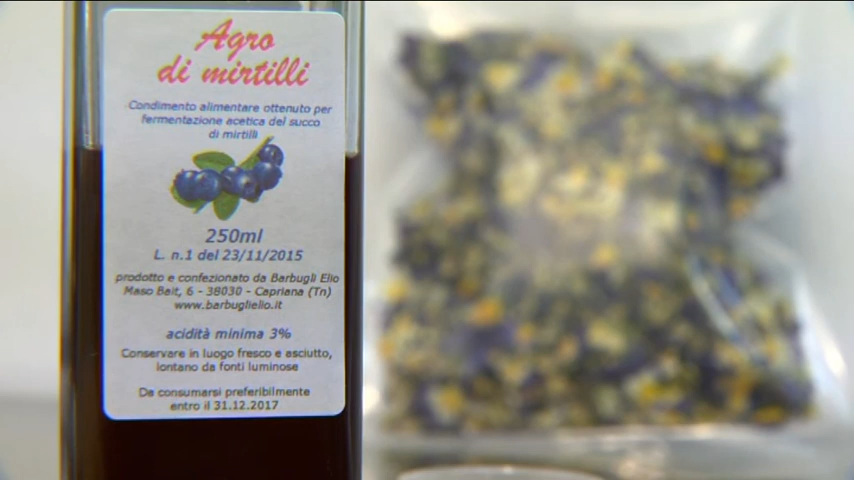 Agro
di mirtilli
Condimento alimentare ottenuto per
fermentazione acetica del succo
di mirtilli
250ml
L. n.1 del 23/11/2015
prodotto e confezionato da Barbugli Elio
Maso Bait, 6 - 38030 - Capriana (Tn)
www.barbuglielio.it
acidità minima 3%
Conservare in luogo fresco e asciutto,
lontano da fonti luminose
Da consumarsi preferibilmente
entro il 31.12.2017